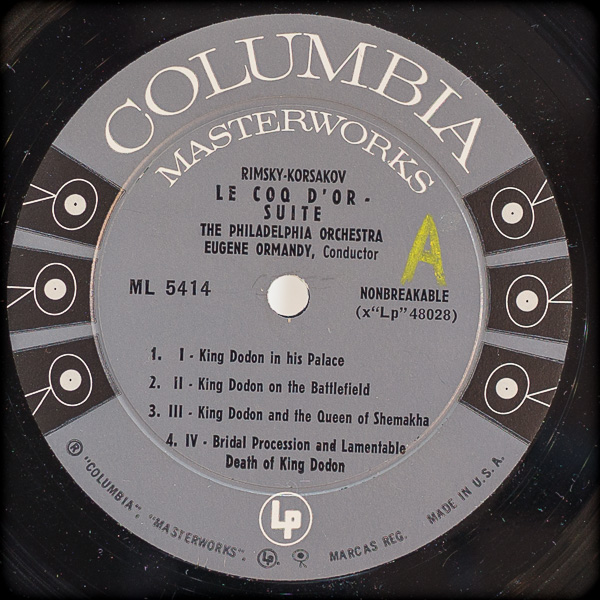 COLUMBIA
MASTERWORKS
RIMSKY-KORSAKOV
LE COQ D'OR -
SUITE
THE PHILADELPHIA ORCHESTRA
EUGENE ORMANDY, Conductor
A
ML 5414
NONBREAKABLE
(x"Lp" 48028)
1. I - King Dodon in his Palace
2. II - King Dodon on the Battlefield
3. III - King Dodon and the Queen of Shemakha
4. IV - Bridal Procession and Lamentable
Death of King Dodon
Lp
® "COLUMBIA", "MASTERWORKS", Lp, MARCAS REG. MADE IN U.S.A.